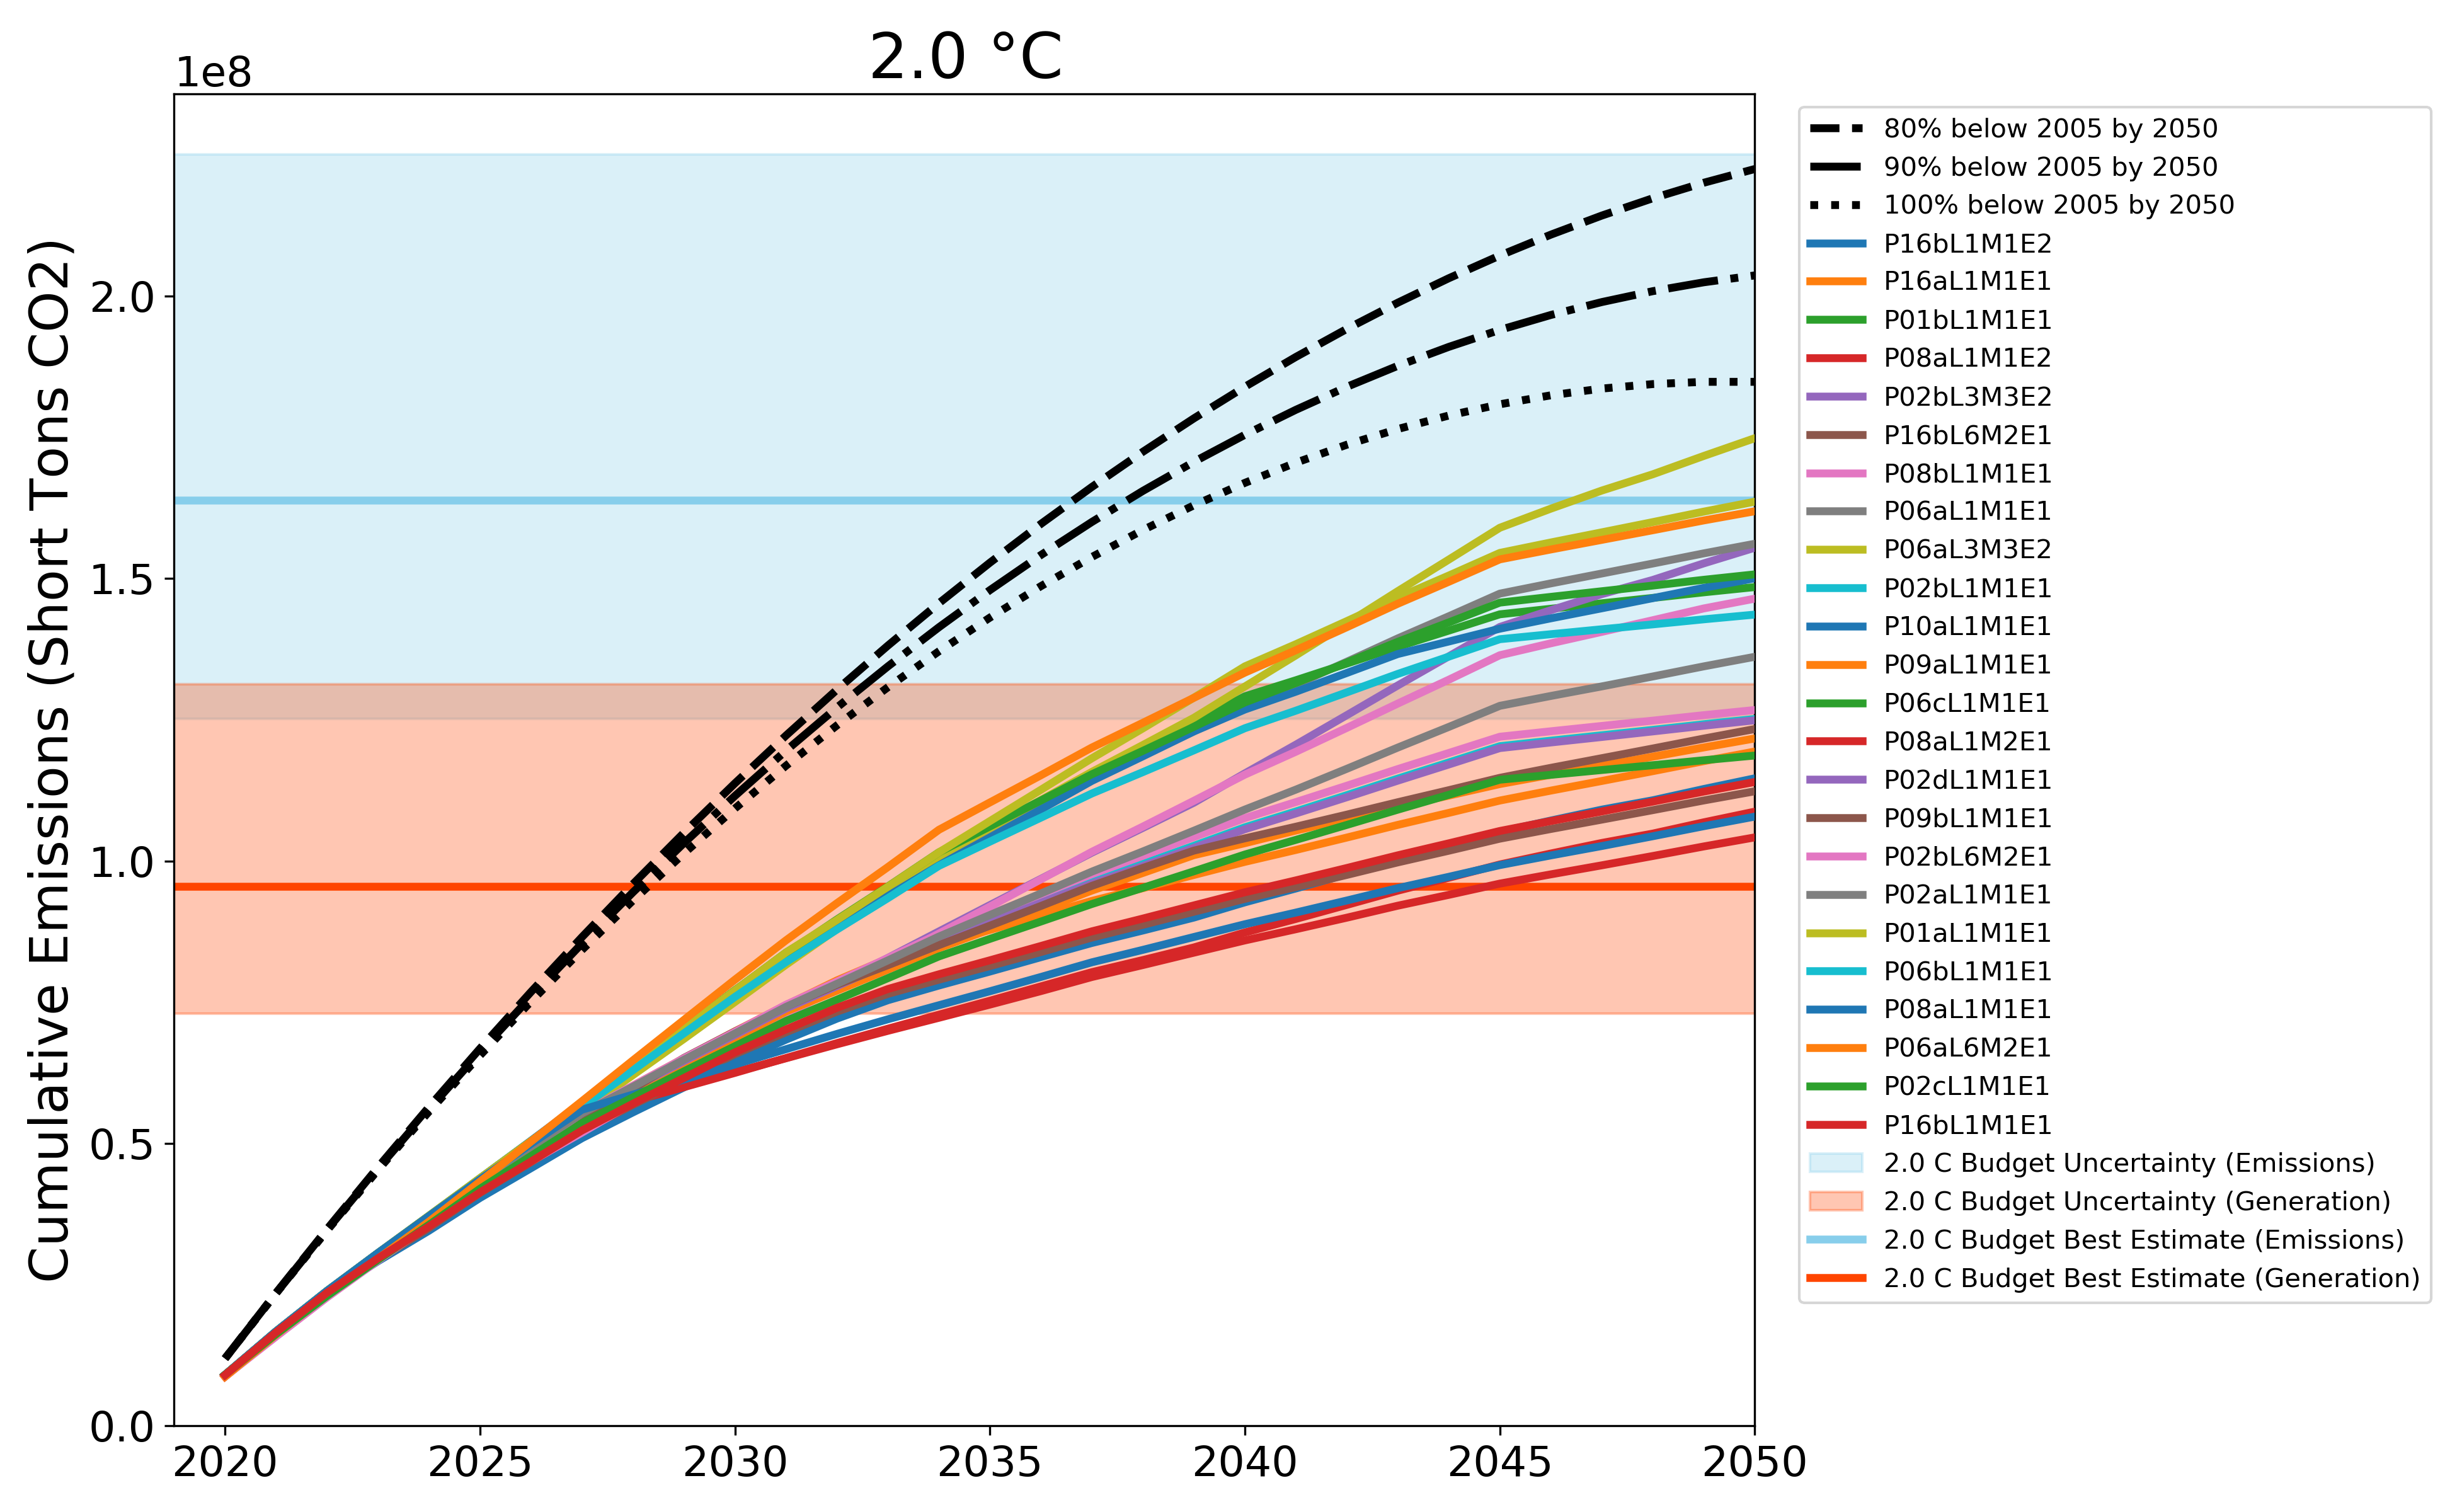 2.0 °C
1e8
Cumulative Emissions (Short Tons CO2)
2.0
1.5
1.0
0.5
0.0
2020 2025 2030 2035 2040 2045 2050
80% below 2005 by 2050
90% below 2005 by 2050
100% below 2005 by 2050
P16bL1M1E2
P16aL1M1E1
P01bL1M1E1
P08aL1M1E2
P02bL3M3E2
P16bL6M2E1
P08bL1M1E1
P06aL1M1E1
P06aL3M3E2
P02bL1M1E1
P10aL1M1E1
P09aL1M1E1
P06cL1M1E1
P08aL1M2E1
P02dL1M1E1
P09bL1M1E1
P02bL6M2E1
P02aL1M1E1
P01aL1M1E1
P06bL1M1E1
P08aL1M1E1
P06aL6M2E1
P02cL1M1E1
P16bL1M1E1
2.0 C Budget Uncertainty (Emissions)
2.0 C Budget Uncertainty (Generation)
2.0 C Budget Best Estimate (Emissions)
2.0 C Budget Best Estimate (Generation)